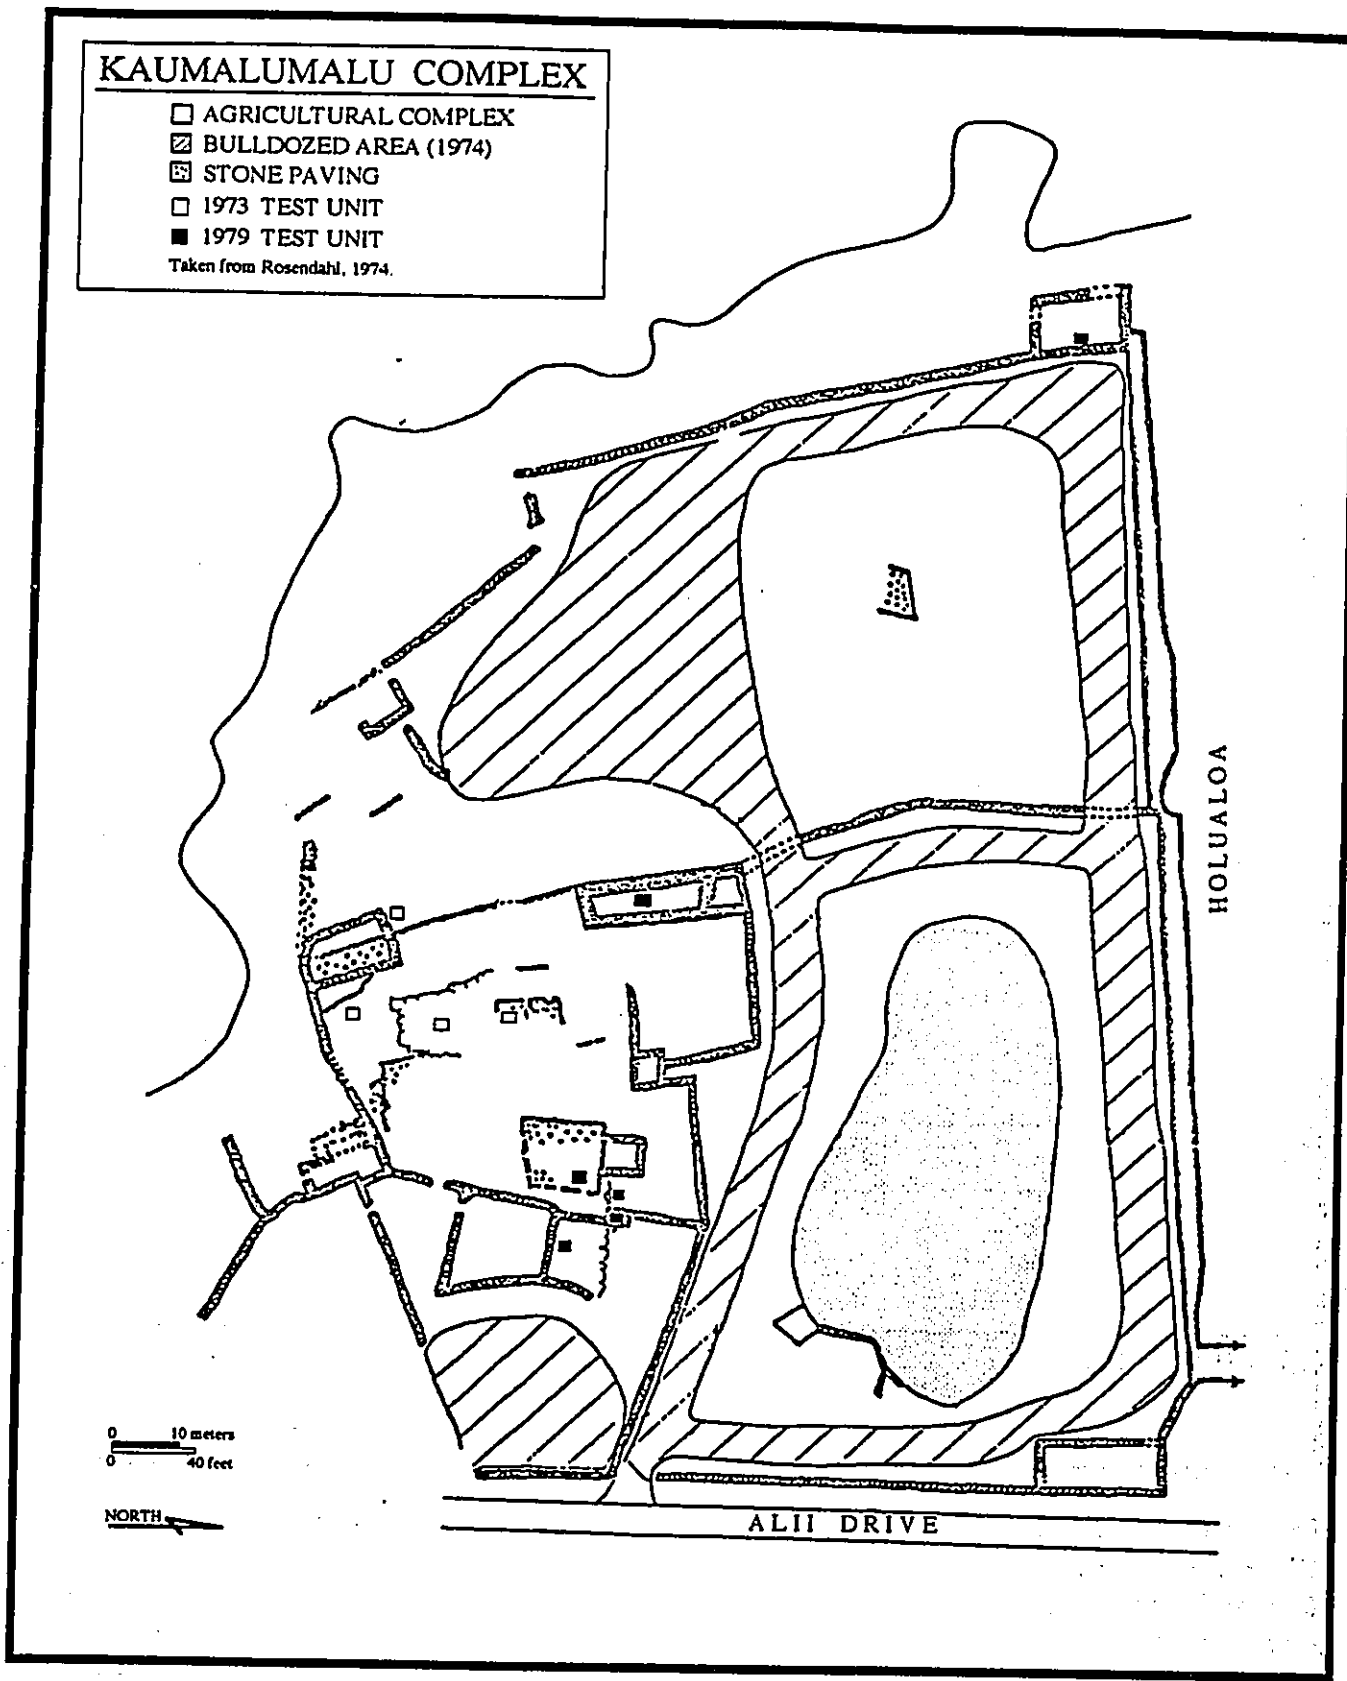 KAUMALUMALU COMPLEX
AGRICULTURAL COMPLEX
BULLDOZED AREA (1974)
STONE PAVING
1973 TEST UNIT
1979 TEST UNIT
Taken from Rosendahl, 1974.
HOLUALOA
0 10 meters
0 40 feet
NORTH
ALII DRIVE